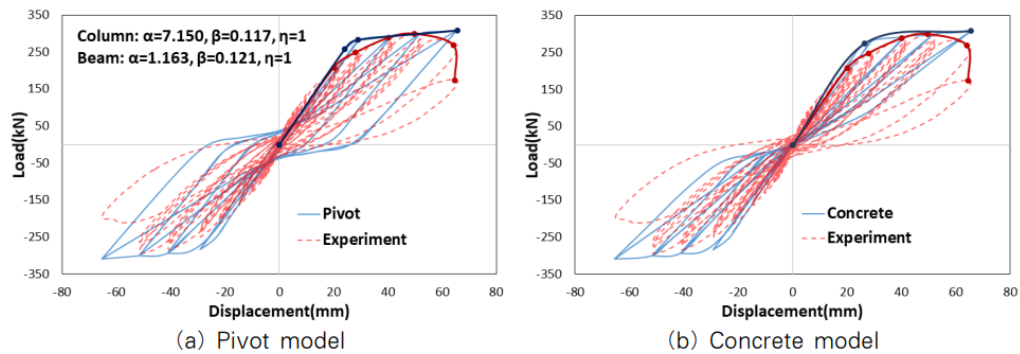 350
250
150
50
-50
-150
-250
350
Load(kN)
Column: α=7.150, β=0.117, η=1
Beam: α=1.163, β=0.121, η=1
Pivot
Experiment
-80 -60 -40 -20 0 20 40 60 80
Displacement(mm)
(a) Pivot model
350
250
150
50
-50
-150
-250
350
Load(kN)
Concrete
Experiment
-80 -60 -40 -20 0 20 40 60 80
Displacement(mm)
(b) Concrete model